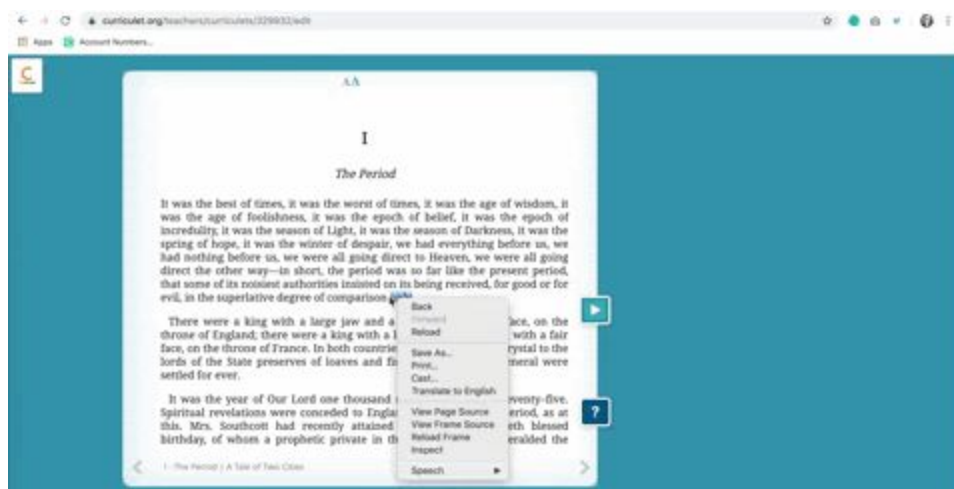 curriculet.org/teachers/curriculets/329932/edit
Apps Account Numbers...
C
AA
I
The Period
It was the best of times, it was the worst of times, it was the age of wisdom, it
was the age of foolishness, it was the epoch of belief, it was the epoch of
incredulity, it was the season of Light, it was the season of Darkness, it was the
spring of hope, it was the winter of despair, we had everything before us, we
had nothing before us, we were all going direct to Heaven, we were all going
direct the other way—in short, the period was so far like the present period,
that some of its noisiest authorities insisted on its being received, for good or for
evil, in the superlative degree of comparison
There were a king with a large jaw and a face, on the
throne of England; there were a king with a with a fair
face, on the throne of France. In both countrie rystal to the
lords of the State preserves of loaves and fi neral were
settled for ever.
It was the year of Our Lord one thousand eventy-five.
Spiritual revelations were conceded to Engla eriod, as at
this. Mrs. Southcott had recently attained eth blessed
birthday, of whom a prophetic private in th eralded the
Back
Forward
Reload
Save As...
Print...
Cast...
Translate to English
View Page Source
View Frame Source
Reload Frame
Inspect
Speech
?
I - The Period | A Tale of Two Cities